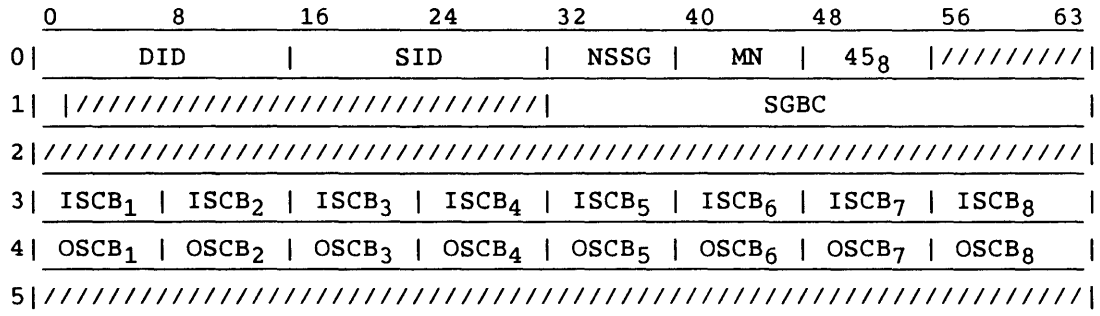 0 8 16 24 32 40 48 56 63
0| DID | SID | NSSG | MN | 45₈ |/////////|
1| |/////////////////////////////| SGBC |
2|/////////////////////////////////////////////////////////////////|
3| ISCB₁ | ISCB₂ | ISCB₃ | ISCB₄ | ISCB₅ | ISCB₆ | ISCB₇ | ISCB₈
4| OSCB₁ | OSCB₂ | OSCB₃ | OSCB₄ | OSCB₅ | OSCB₆ | OSCB₇ | OSCB₈
5|/////////////////////////////////////////////////////////////////|